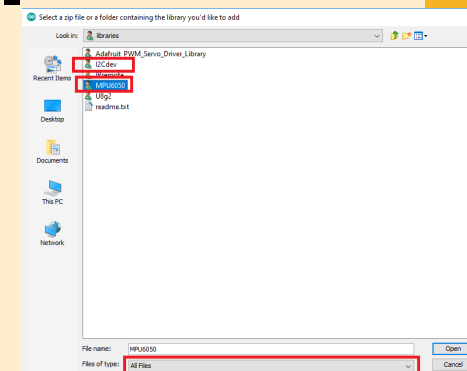 Select a zip file or a folder containing the library you'd like to add
Look in: libraries
Adafruit_PWM_Servo_Driver_Library
I2Cdev
IRremote
MPU6050
U8g2
readme.txt
Recent Items
Desktop
Documents
This PC
Network
File name: MPU6050 Open
Files of type: All Files Cancel